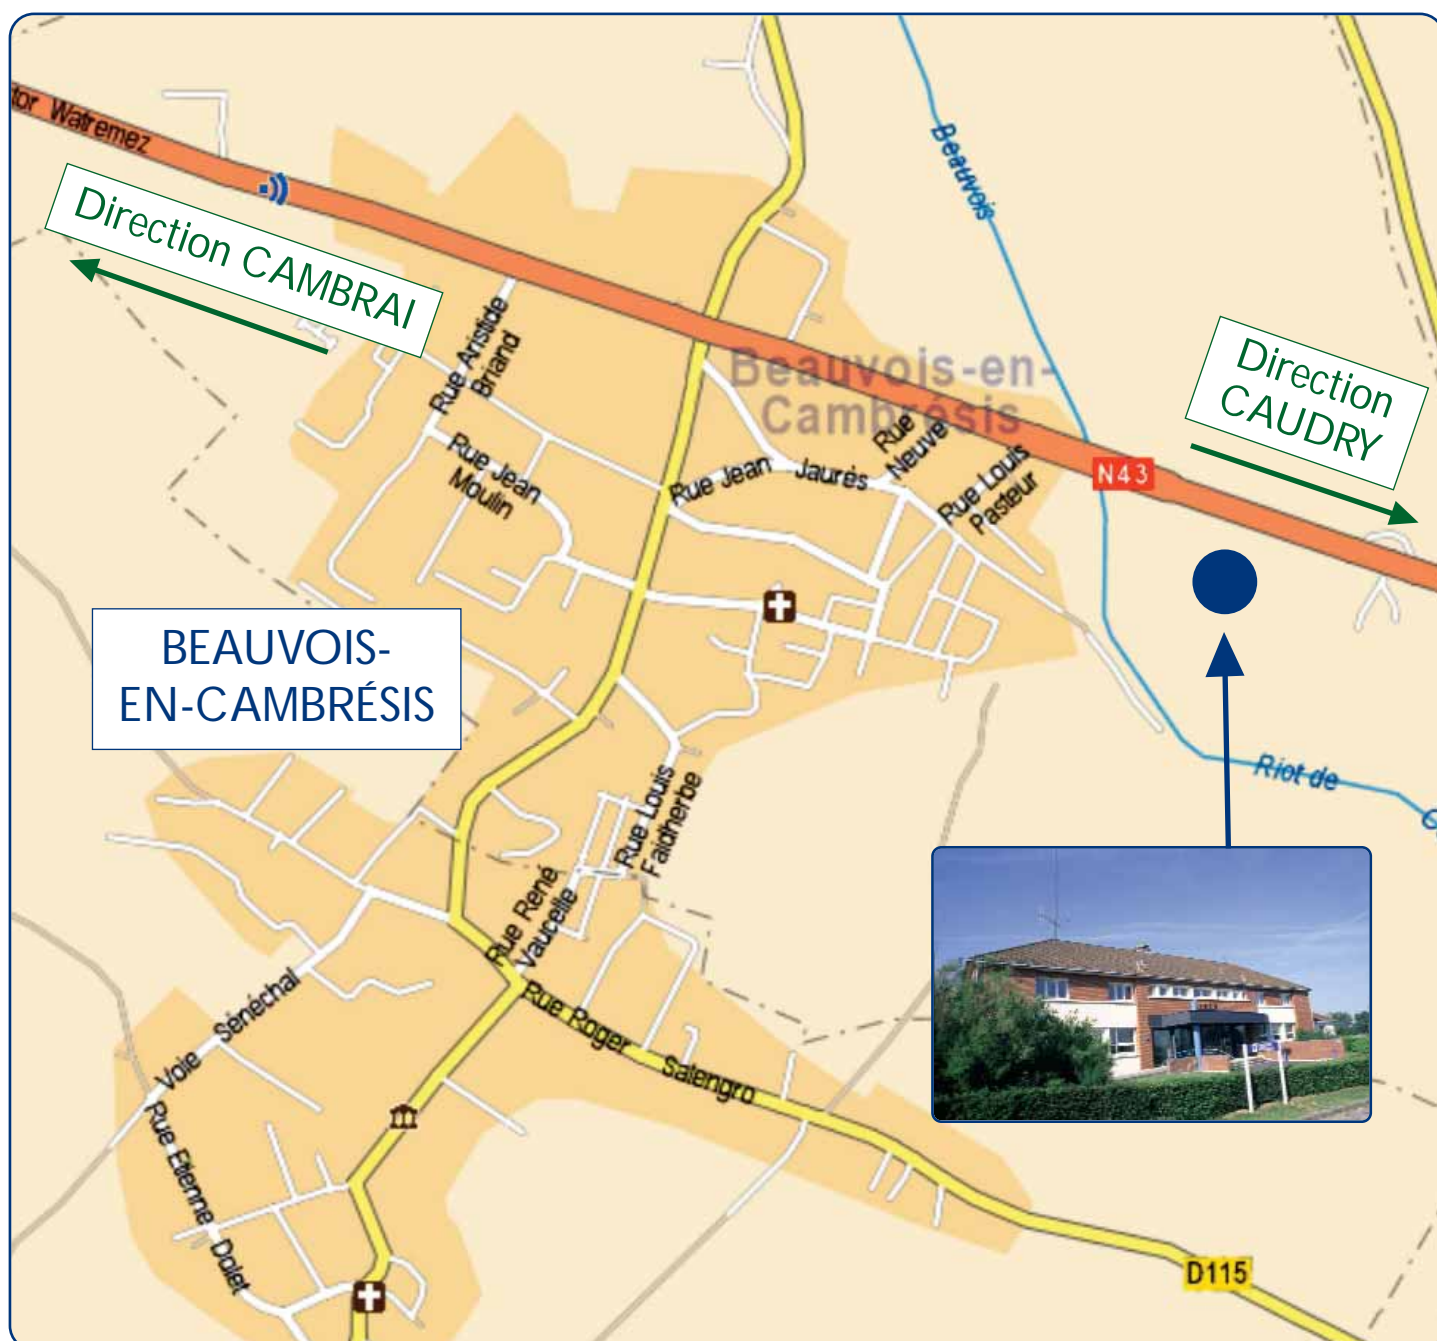 tor Watremez
Beauvois
Direction CAMBRAI
Rue Aristide
Briand
Beauvois-en-
Cambrésis
Direction
CAUDRY
Rue
Neuve
Rue Jean
Moulin
Rue Jean Jaurès
Rue Louis
Pasteur
N43
BEAUVOIS-
EN-CAMBRÉSIS
Riot de
Rue Louis
Faidherbe
Rue René
Vaucelle
Voie Sénéchal
Rue Roger Salengro
Rue Etienne Dolet
D115